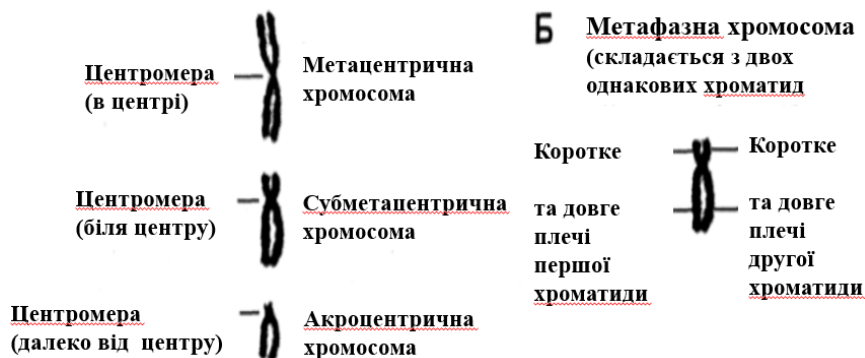 Центромера
(в центрі)
Метацентрична
хромосома
Центромера
(біля центру)
Субметацентрична
хромосома
Центромера
(далеко від центру)
Акроцентрична
хромосома
Б
Метафазна хромосома
(складається з двох
однакових хроматид
Коротке
та довге
плечі
першої
хроматиди
Коротке
та довге
плечі
другої
хроматиди